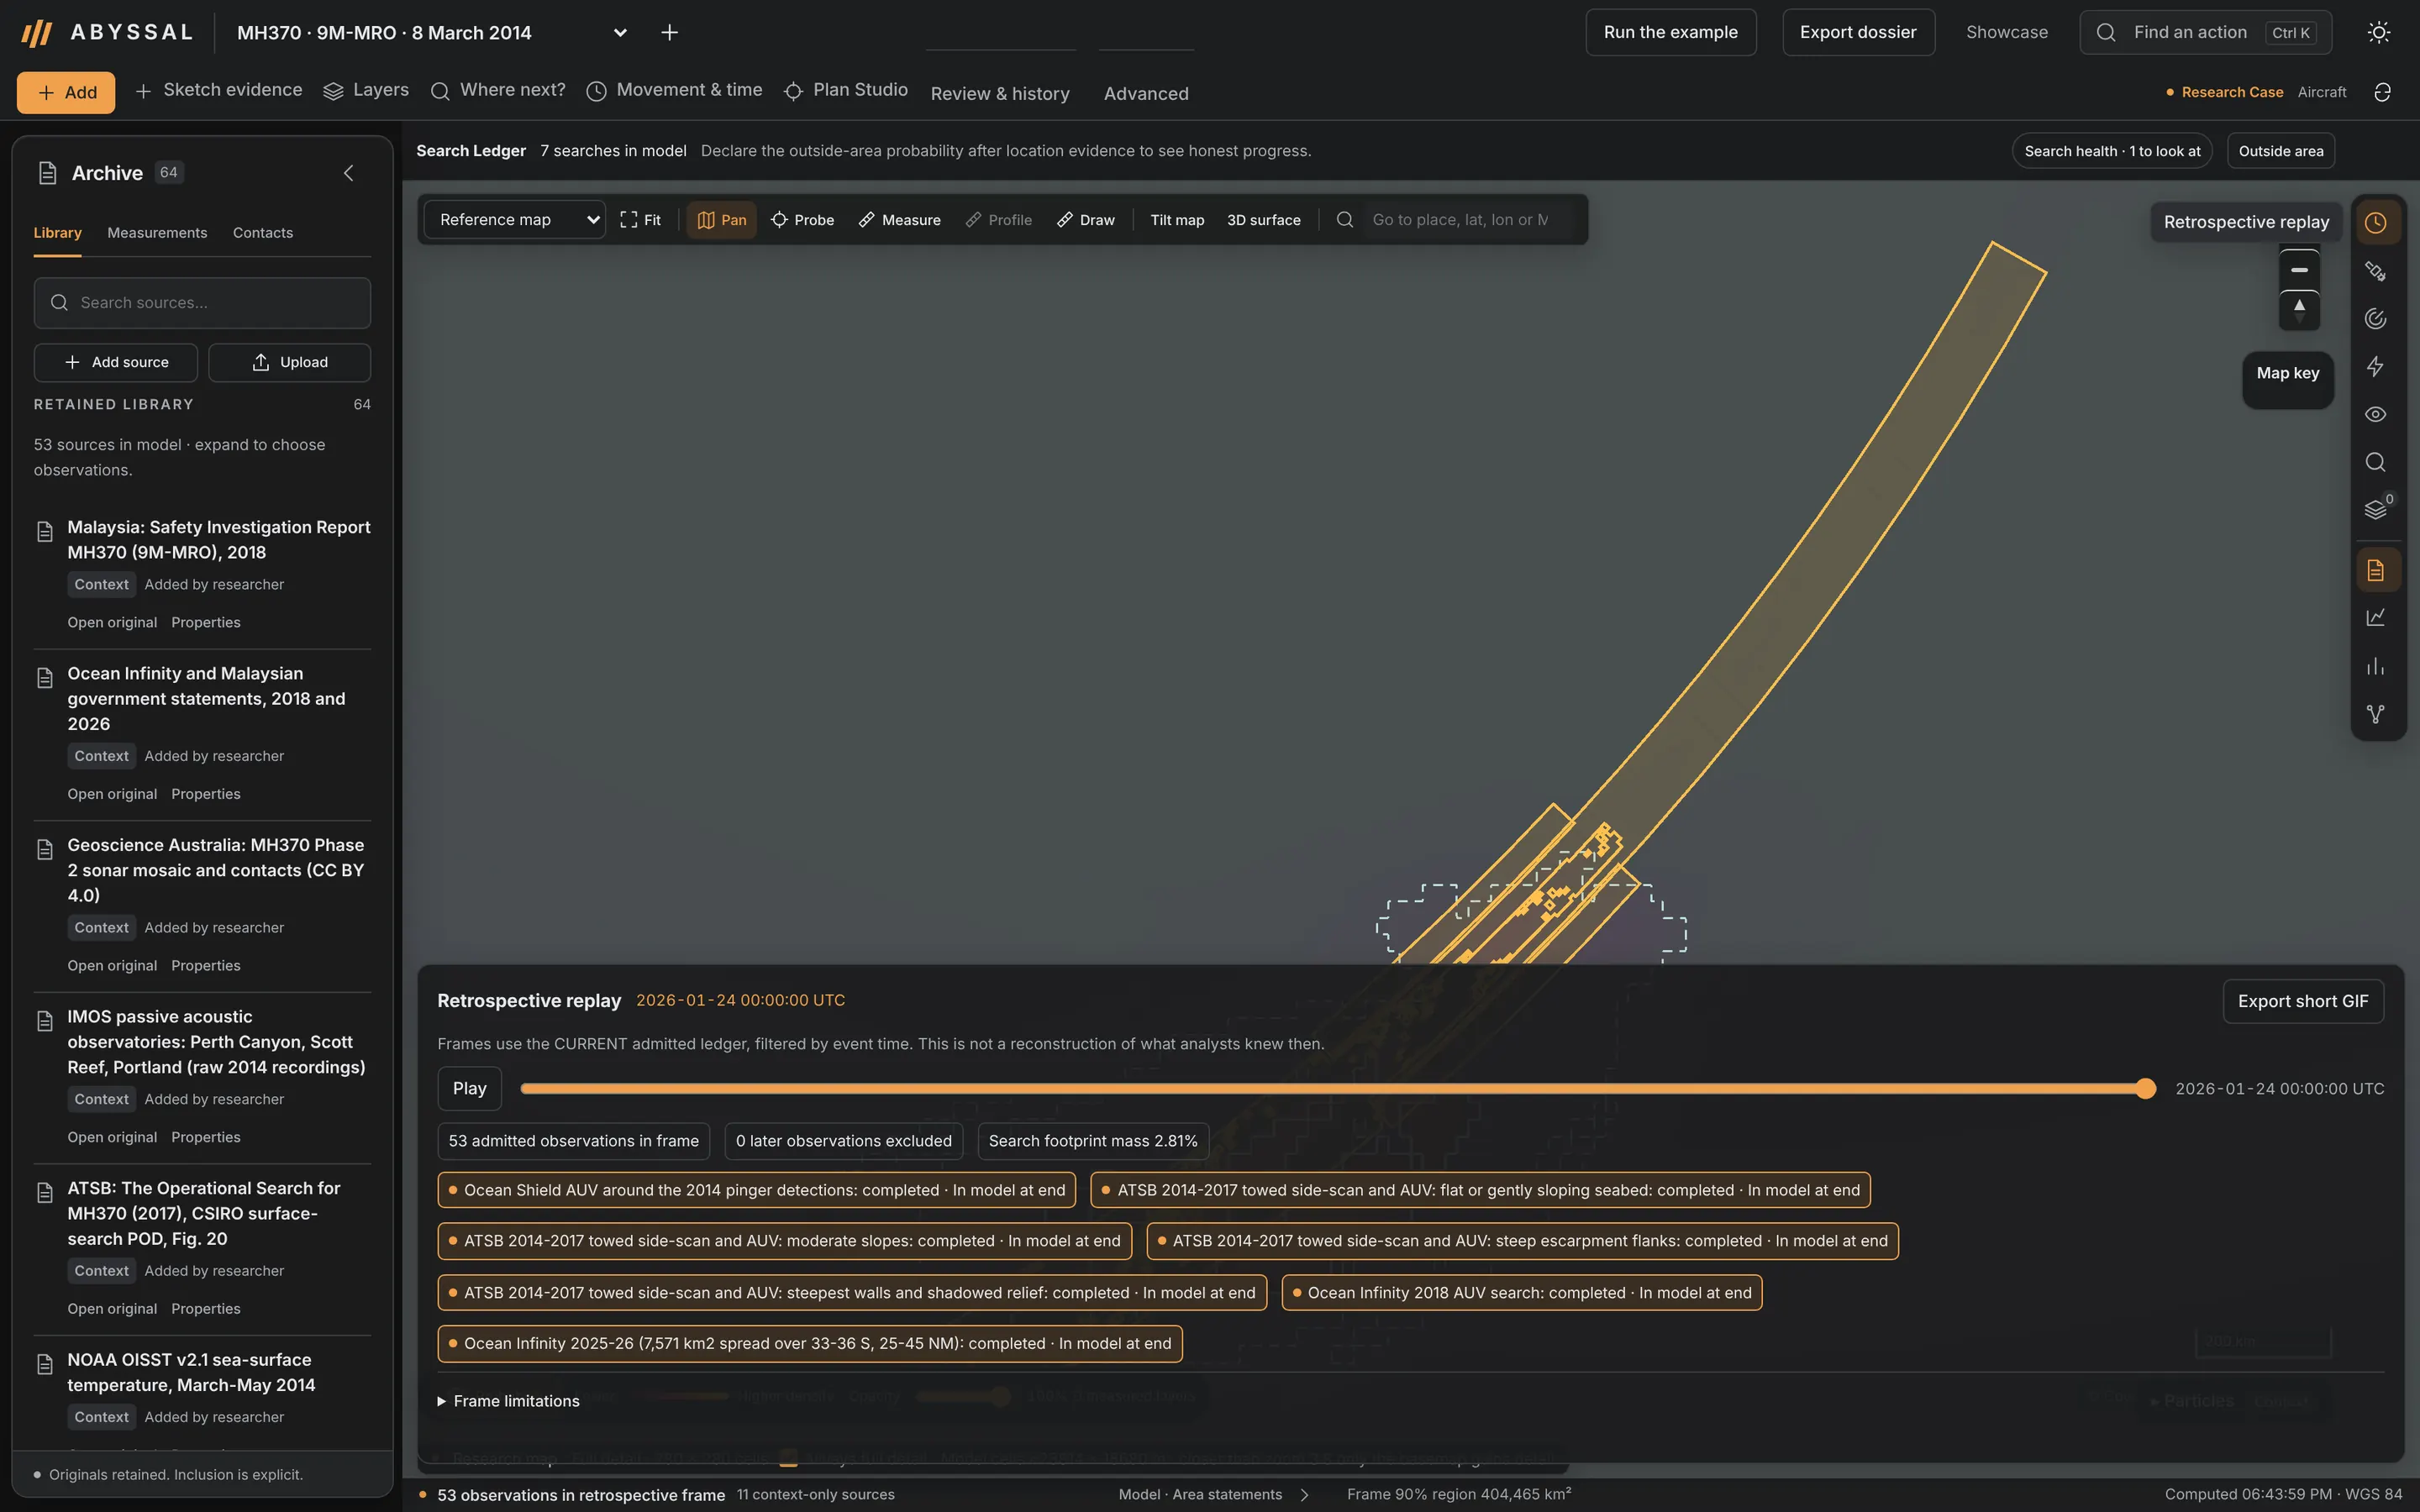 ABYSSAL
MH370 · 9M-MRO · 8 March 2014
Run the example
Export dossier
Showcase
Find an action Ctrl K
Add
Sketch evidence
Layers
Where next?
Movement & time
Plan Studio
Review & history
Advanced
Research Case Aircraft
Archive 64
Library Measurements Contacts
Search sources...
Add source
Upload
RETAINED LIBRARY 64
53 sources in model · expand to choose
observations.
Malaysia: Safety Investigation Report
MH370 (9M-MRO), 2018
Context Added by researcher
Open original Properties
Ocean Infinity and Malaysian
government statements, 2018 and
2026
Context Added by researcher
Open original Properties
Geoscience Australia: MH370 Phase
2 sonar mosaic and contacts (CC BY
4.0)
Context Added by researcher
Open original Properties
IMOS passive acoustic
observatories: Perth Canyon, Scott
Reef, Portland (raw 2014 recordings)
Context Added by researcher
Open original Properties
ATSB: The Operational Search for
MH370 (2017), CSIRO surface-
search POD, Fig. 20
Context Added by researcher
Open original Properties
NOAA OISST v2.1 sea-surface
temperature, March-May 2014
Context Added by researcher
Originals retained. Inclusion is explicit.
Search Ledger 7 searches in model Declare the outside-area probability after location evidence to see honest progress.
Search health · 1 to look at
Outside area
Reference map
Fit
Pan
Probe
Measure
Profile
Draw
Tilt map
3D surface
Go to place, lat, lon or M
Retrospective replay
Map key
0
Retrospective replay 2026-01-24 00:00:00 UTC
Export short GIF
Frames use the CURRENT admitted ledger, filtered by event time. This is not a reconstruction of what analysts knew then.
Play
2026-01-24 00:00:00 UTC
53 admitted observations in frame
0 later observations excluded
Search footprint mass 2.81%
Ocean Shield AUV around the 2014 pinger detections: completed · In model at end
ATSB 2014-2017 towed side-scan and AUV: flat or gently sloping seabed: completed · In model at end
ATSB 2014-2017 towed side-scan and AUV: moderate slopes: completed · In model at end
ATSB 2014-2017 towed side-scan and AUV: steep escarpment flanks: completed · In model at end
ATSB 2014-2017 towed side-scan and AUV: steepest walls and shadowed relief: completed · In model at end
Ocean Infinity 2018 AUV search: completed · In model at end
Ocean Infinity 2025-26 (7,571 km2 spread over 33-36 S, 25-45 NM): completed · In model at end
200 km
Frame limitations
Particles
53 observations in retrospective frame 11 context-only sources
Model · Area statements
Frame 90% region 404,465 km²
Computed 06:43:59 PM · WGS 84